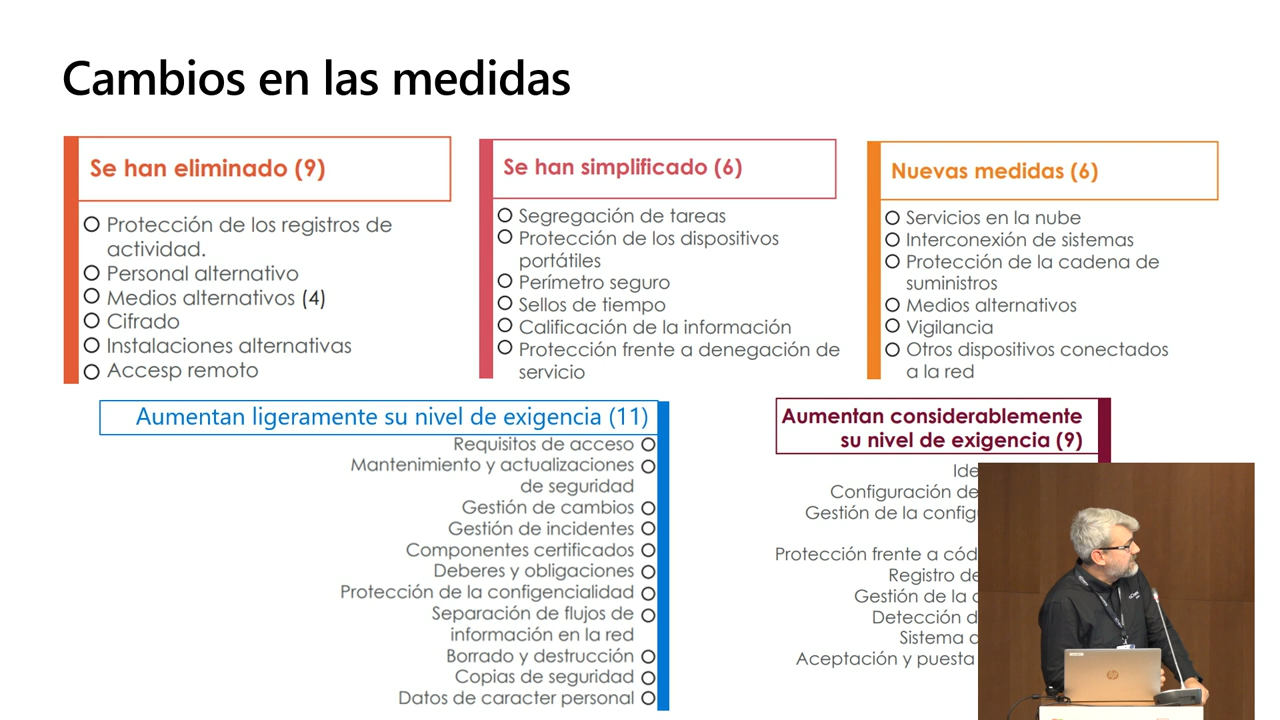 Cambios en las medidas
Se han eliminado (9)
Protección de los registros de
actividad.
Personal alternativo
Medios alternativos (4)
Cifrado
Instalaciones alternativas
Accesp remoto
Se han simplificado (6)
Segregación de tareas
Protección de los dispositivos
portátiles
Perímetro seguro
Sellos de tiempo
Calificación de la información
Protección frente a denegación de
servicio
Nuevas medidas (6)
Servicios en la nube
Interconexión de sistemas
Protección de la cadena de
suministros
Medios alternativos
Vigilancia
Otros dispositivos conectados
a la red
Aumentan ligeramente su nivel de exigencia (11)
Requisitos de acceso
Mantenimiento y actualizaciones
de seguridad
Gestión de cambios
Gestión de incidentes
Componentes certificados
Deberes y obligaciones
Protección de la configencialidad
Separación de flujos de
información en la red
Borrado y destrucción
Copias de seguridad
Datos de caracter personal
Aumentan considerablemente
su nivel de exigencia (9)
Configuración de
Gestión de la
Protección frente a
Registro
Gestión de la
Detección
Sistema
Aceptación y puesta